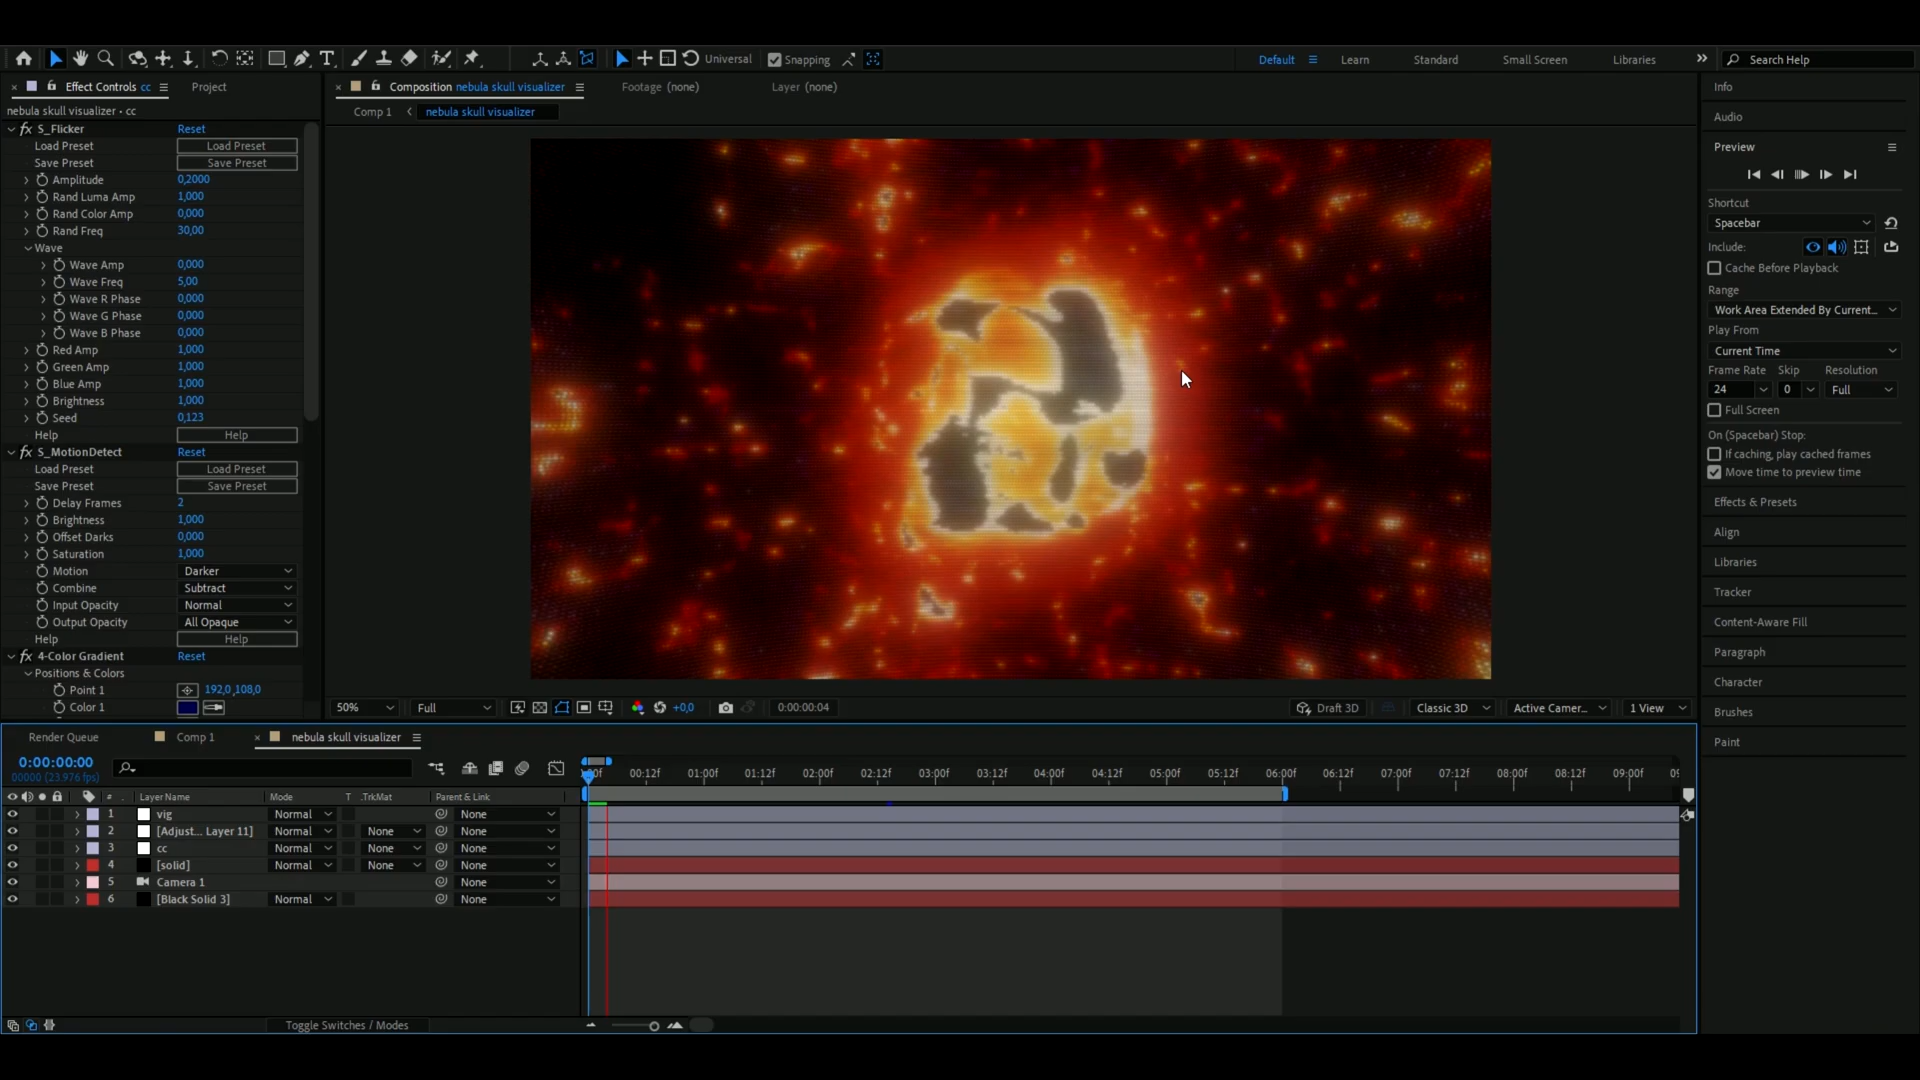 Universal
Snapping
Default
Learn
Standard
Small Screen
Libraries
Search Help
Effect Controls cc
Project
Composition nebula skull visualizer
Footage (none)
Layer (none)
nebula skull visualizer • cc
Comp 1
nebula skull visualizer
fx S_Flicker Reset
Load Preset Load Preset
Save Preset Save Preset
Amplitude 0,2000
Rand Luma Amp 1,000
Rand Color Amp 0,000
Rand Freq 30,00
Wave
Wave Amp 0,000
Wave Freq 5,00
Wave R Phase 0,000
Wave G Phase 0,000
Wave B Phase 0,000
Red Amp 1,000
Green Amp 1,000
Blue Amp 1,000
Brightness 1,000
Seed 0,123
Help Help
fx S_MotionDetect Reset
Load Preset Load Preset
Save Preset Save Preset
Delay Frames 2
Brightness 1,000
Offset Darks 0,000
Saturation 1,000
Motion Darker
Combine Subtract
Input Opacity Normal
Output Opacity All Opaque
Help Help
fx 4-Color Gradient Reset
Positions & Colors
Point 1 192,0,108,0
Color 1
50% Full +0,0 0:00:00:04 Draft 3D Classic 3D Active Camer... 1 View
Info
Audio
Preview
Shortcut
Spacebar
Include:
Cache Before Playback
Range
Work Area Extended By Current...
Play From
Current Time
Frame Rate Skip Resolution
24 0 Full
Full Screen
On (Spacebar) Stop:
If caching, play cached frames
Move time to preview time
Effects & Presets
Align
Libraries
Tracker
Content-Aware Fill
Paragraph
Character
Brushes
Paint
Render Queue Comp 1 nebula skull visualizer
0:00:00:00
00000 (23.976 fps)
00:12f 01:00f 01:12f 02:00f 02:12f 03:00f 03:12f 04:00f 04:12f 05:00f 05:12f 06:00f 06:12f 07:00f 07:12f 08:00f 08:12f 09:00f
# Layer Name Mode T .TrkMat Parent & Link
1 vig Normal None
2 [Adjust... Layer 11] Normal None None
3 cc Normal None None
4 [solid] Normal None None
5 Camera 1 None
6 [Black Solid 3] Normal None
Toggle Switches / Modes